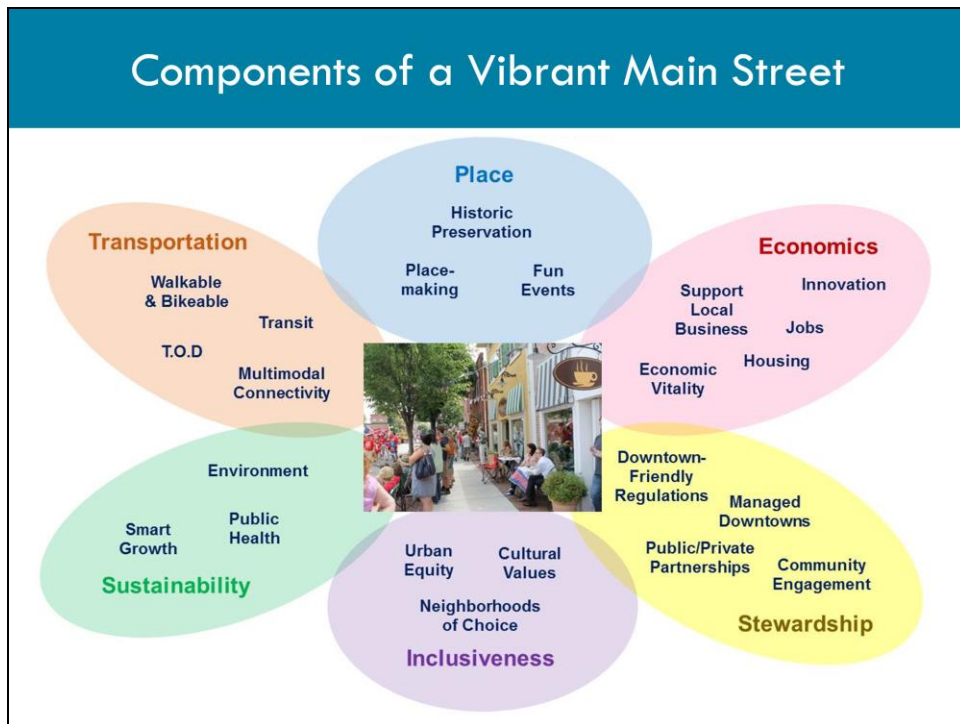 Components of a Vibrant Main Street
Place
Historic
Preservation
Place-
making
Fun
Events
Transportation
Walkable
& Bikeable
Transit
T.O.D
Multimodal
Connectivity
Economics
Innovation
Support
Local
Business
Jobs
Housing
Economic
Vitality
Environment
Public
Health
Smart
Growth
Sustainability
Urban
Equity
Cultural
Values
Neighborhoods
of Choice
Inclusiveness
Downtown-
Friendly
Regulations
Managed
Downtowns
Public/Private
Partnerships
Community
Engagement
Stewardship